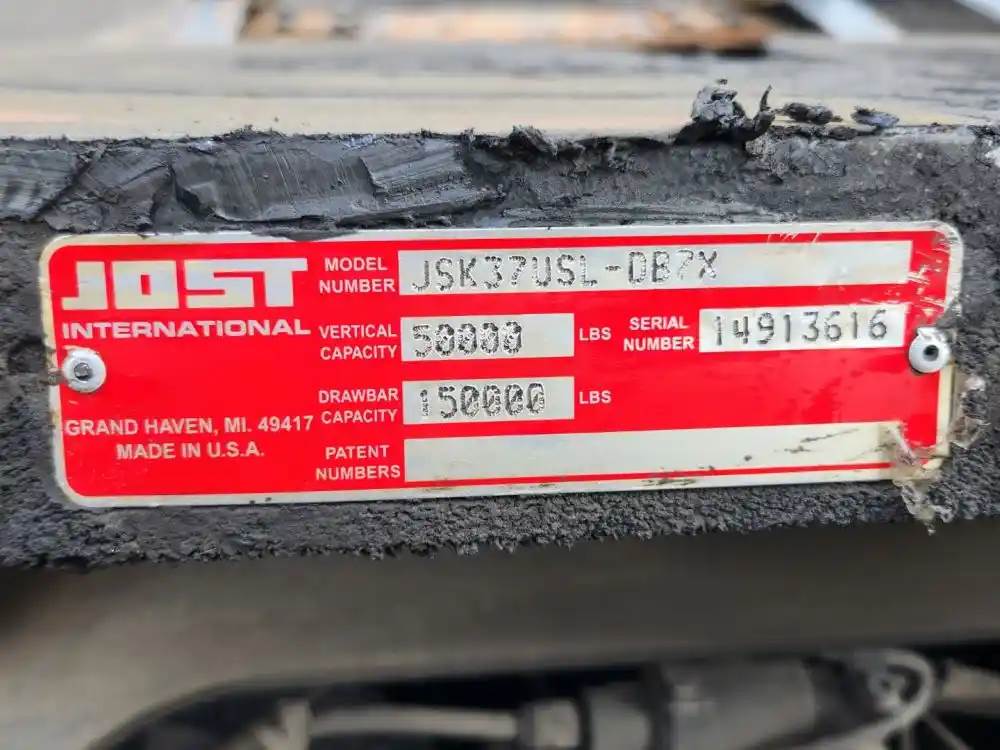 JOST
INTERNATIONAL
GRAND HAVEN, MI. 49417
MADE IN U.S.A.
MODEL NUMBER JSK37USL-DB7X
VERTICAL CAPACITY 50000 LBS
SERIAL NUMBER 14913616
DRAWBAR CAPACITY 150000 LBS
PATENT NUMBERS